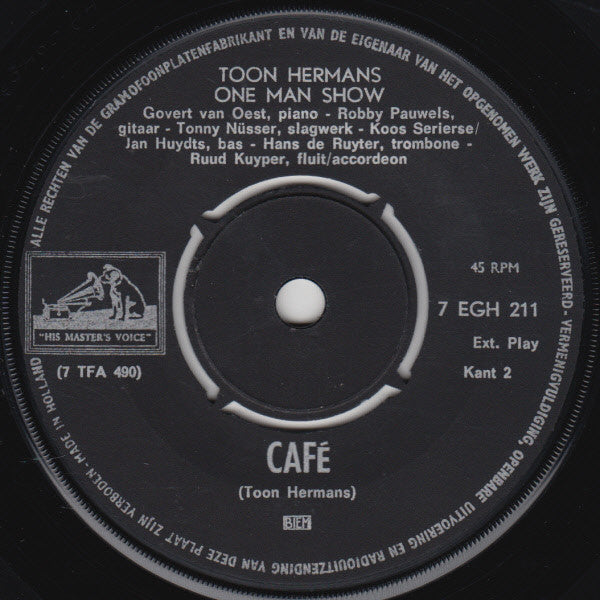 ALLE RECHTEN VAN DE GRAMOFOONPLATENFABRIKANT EN VAN DE EIGENAAR VAN HET OPGENOMEN WERK ZIJN GERESERVEERD - VERMENIGVULDIGING, OPENBARE UITVOERING EN RADIOUITZENDING VAN DEZE PLAAT ZIJN VERBODEN - MADE IN HOLLAND
TOON HERMANS
ONE MAN SHOW
Govert van Oest, piano - Robby Pauwels,
gitaar - Tonny Nüsser, slagwerk - Koos Serierse/
Jan Huydts, bas - Hans de Ruyter, trombone -
Ruud Kuyper, fluit/accordeon
"HIS MASTER'S VOICE"
(7 TFA 490)
45 RPM
7 EGH 211
Ext. Play
Kant 2
CAFÉ
(Toon Hermans)
BIEM